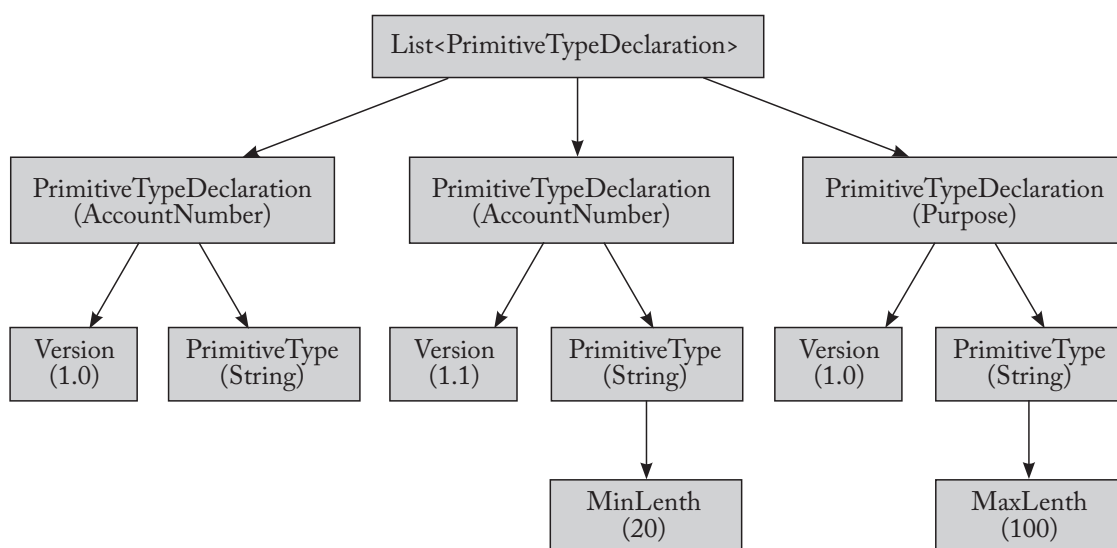 List<PrimitiveTypeDeclaration>
PrimitiveTypeDeclaration
(AccountNumber)
PrimitiveTypeDeclaration
(AccountNumber)
PrimitiveTypeDeclaration
(Purpose)
Version
(1.0)
PrimitiveType
(String)
Version
(1.1)
PrimitiveType
(String)
Version
(1.0)
PrimitiveType
(String)
MinLenth
(20)
MaxLenth
(100)